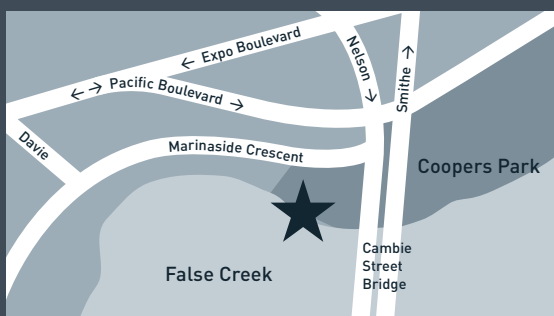 Expo Boulevard
Nelson
Pacific Boulevard
Smithe
Davie
Marinaside Crescent
Coopers Park
Cambie
Street
Bridge
False Creek